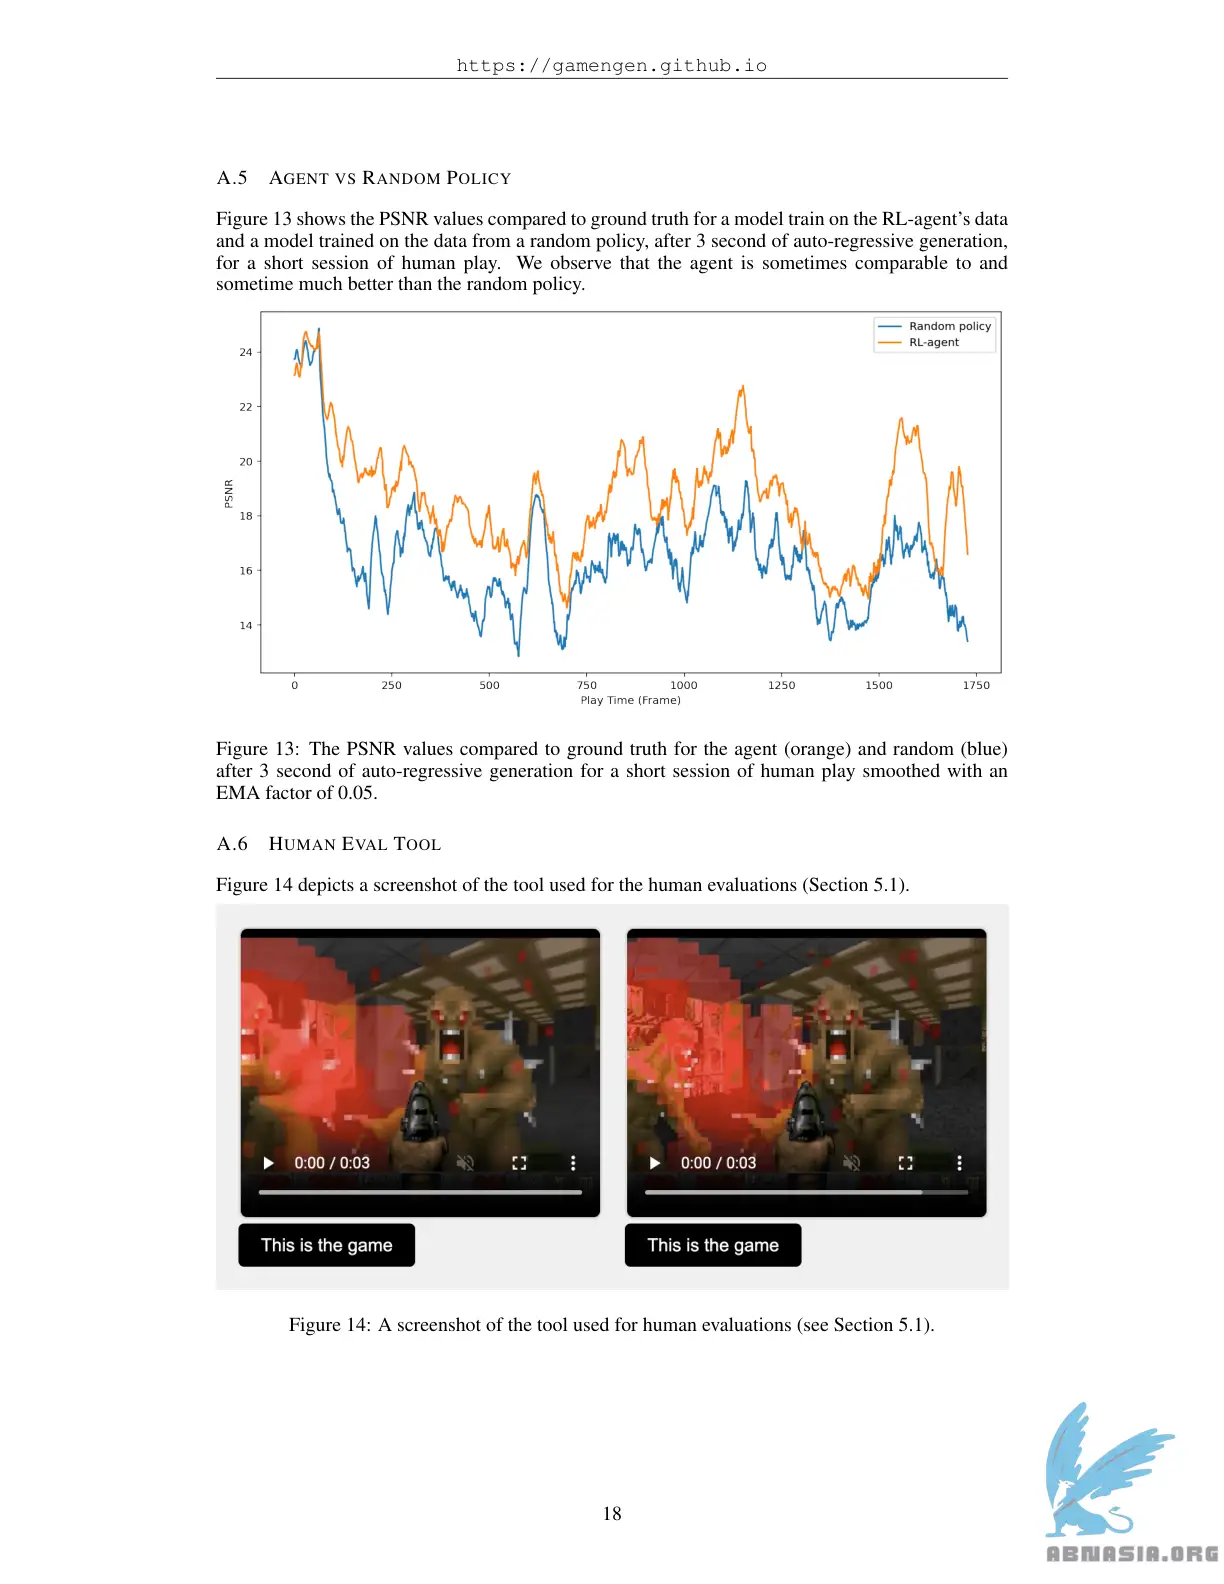 https://gamengen.github.io
A.5 AGENT VS RANDOM POLICY
Figure 13 shows the PSNR values compared to ground truth for a model train on the RL-agent's data
and a model trained on the data from a random policy, after 3 second of auto-regressive generation,
for a short session of human play. We observe that the agent is sometimes comparable to and
sometime much better than the random policy.
Random policy
RL-agent
24
22
20
18
16
14
PSNR
0 250 500 750 1000 1250 1500 1750
Play Time (Frame)
Figure 13: The PSNR values compared to ground truth for the agent (orange) and random (blue)
after 3 second of auto-regressive generation for a short session of human play smoothed with an
EMA factor of 0.05.
A.6 HUMAN EVAL TOOL
Figure 14 depicts a screenshot of the tool used for the human evaluations (Section 5.1).
0:00 / 0:03 0:00 / 0:03
This is the game This is the game
Figure 14: A screenshot of the tool used for human evaluations (see Section 5.1).
18
ABNASIA.ORG